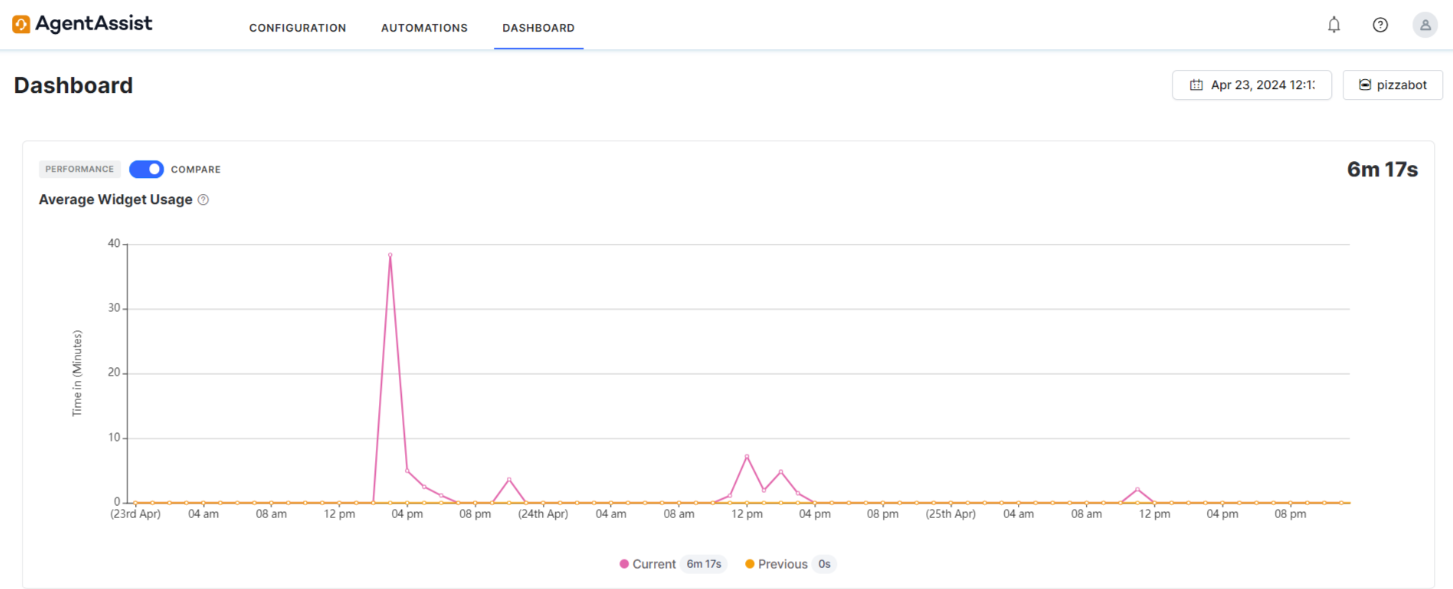 AgentAssist CONFIGURATION AUTOMATIONS DASHBOARD
Dashboard Apr 23, 2024 12:1: pizzabot
PERFORMANCE COMPARE 6m 17s
Average Widget Usage
40
30
20
10
0
Time in (Minutes)
(23rd Apr) 04 am 08 am 12 pm 04 pm 08 pm (24th Apr) 04 am 08 am 12 pm 04 pm 08 pm (25th Apr) 04 am 08 am 12 pm 04 pm 08 pm
Current 6m 17s Previous 0s